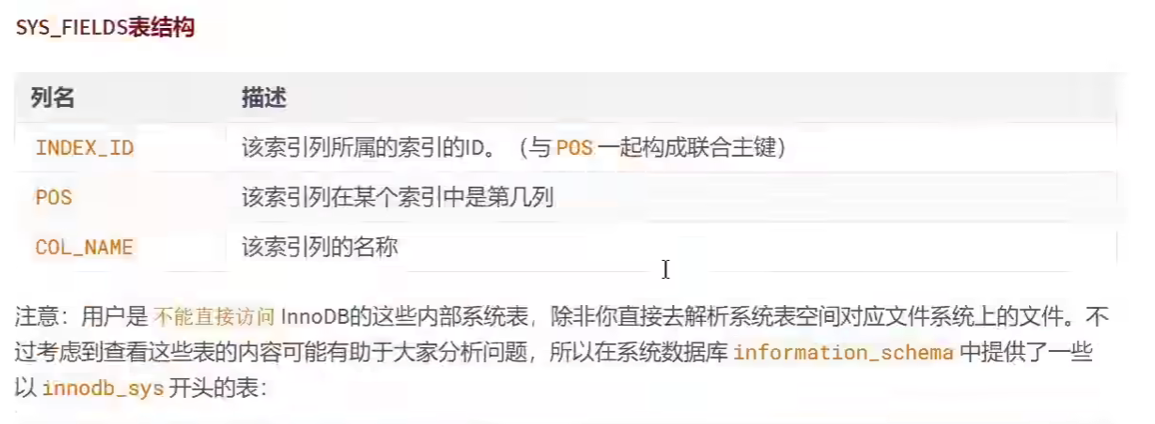 SYS_FIELDS表结构
列名 描述
INDEX_ID 该索引列所属的索引的ID。（与 POS 一起构成联合主键）
POS 该索引列在某个索引中是第几列
COL_NAME 该索引列的名称
注意：用户是 不能直接访问 InnoDB的这些内部系统表，除非你直接去解析系统表空间对应文件系统上的文件。不
过考虑到查看这些表的内容可能有助于大家分析问题，所以在系统数据库 information_schema 中提供了一些
以 innodb_sys 开头的表：